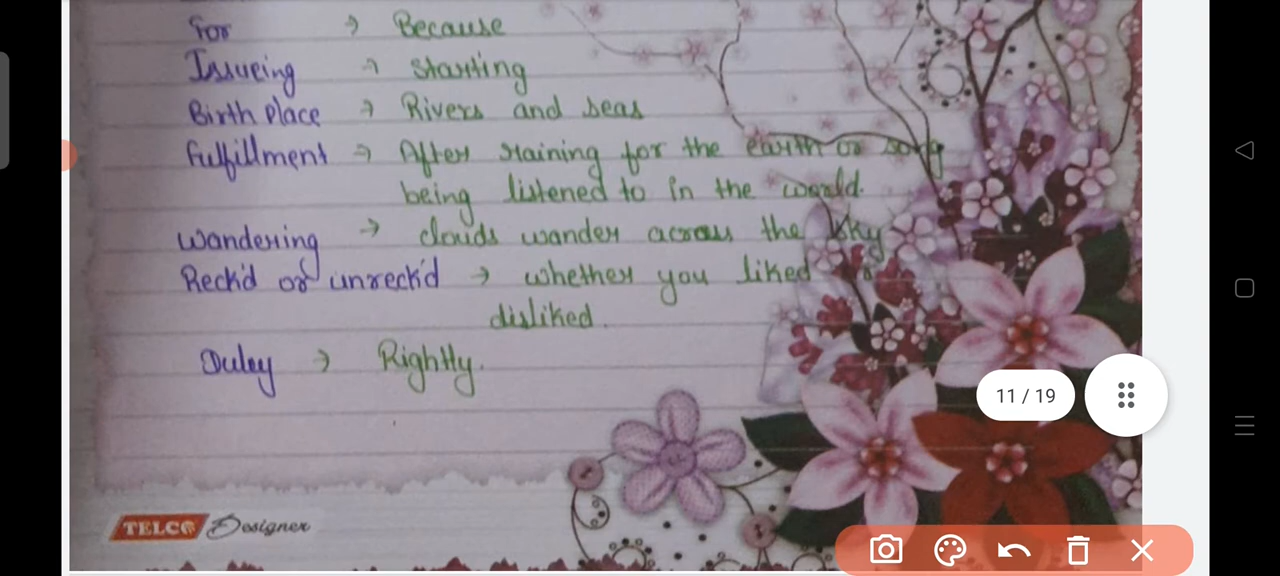 For → Because
Issueing → Starting
Birth Place → Rivers and seas
Fulfillment → After raining for the earth or song
being listened to in the world.
Wandering → clouds wander across the sky
Reck'd or unreck'd → whether you liked or
disliked.
Duley → Rightly.
11 / 19
TELCO Designer